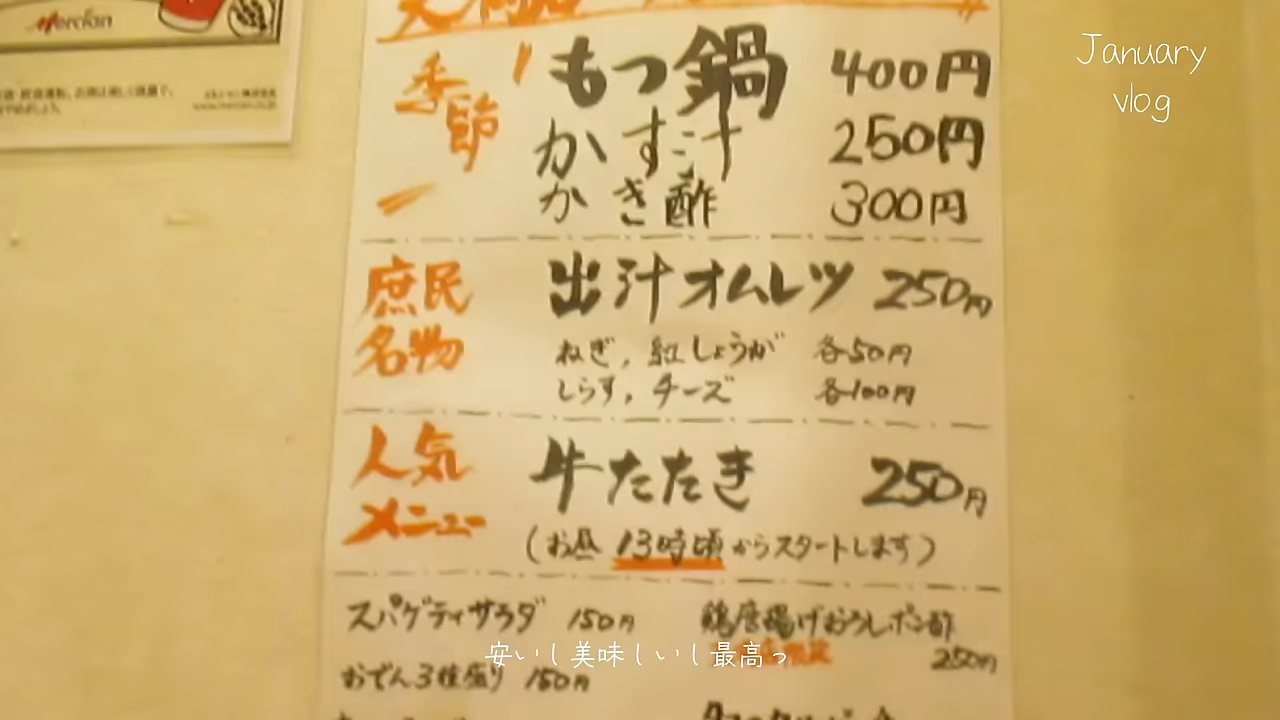 Mercian
January
vlog
季節
もつ鍋 400円
かす汁 250円
かき酢 300円
庶民
名物
出汁オムレツ 250円
ねぎ, 紅しょうが 各50円
しらす, チーズ 各100円
人気
メニュー
牛たたき 250円
(お昼 13時頃からスタートします)
スパゲティサラダ 150円
鶏唐揚げおろしポン酢
250円
安いし美味しいし最高っ
おでん3種盛り 150円